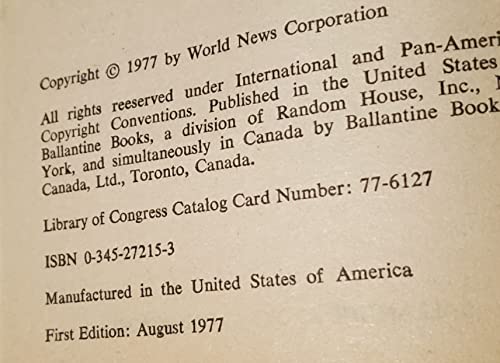 Copyright © 1977 by World News Corporation
All rights reeserved under International and Pan-Ameri
Copyright Conventions. Published in the United States
Ballantine Books, a division of Random House, Inc.,
York, and simultaneously in Canada by Ballantine Book
Canada, Ltd., Toronto, Canada.
Library of Congress Catalog Card Number: 77-6127
ISBN 0-345-27215-3
Manufactured in the United States of America
First Edition: August 1977